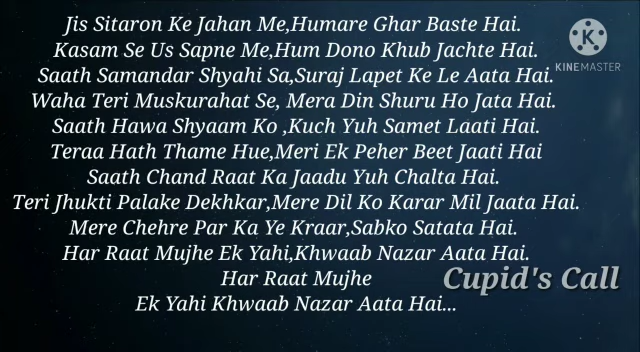 Jis Sitaron Ke Jahan Me,Humare Ghar Baste Hai.
Kasam Se Us Sapne Me,Hum Dono Khub Jachte Hai.
Saath Samandar Shyahi Sa,Suraj Lapet Ke Le Aata Hai.
Waha Teri Muskurahat Se, Mera Din Shuru Ho Jata Hai.
Saath Hawa Shyaam Ko ,Kuch Yuh Samet Laati Hai.
Teraa Hath Thame Hue,Meri Ek Peher Beet Jaati Hai
Saath Chand Raat Ka Jaadu Yuh Chalta Hai.
Teri Jhukti Palake Dekhkar,Mere Dil Ko Karar Mil Jaata Hai.
Mere Chehre Par Ka Ye Kraar,Sabko Satata Hai.
Har Raat Mujhe Ek Yahi,Khwaab Nazar Aata Hai.
Har Raat Mujhe
Ek Yahi Khwaab Nazar Aata Hai...
Cupid's Call
K
KINEMASTER